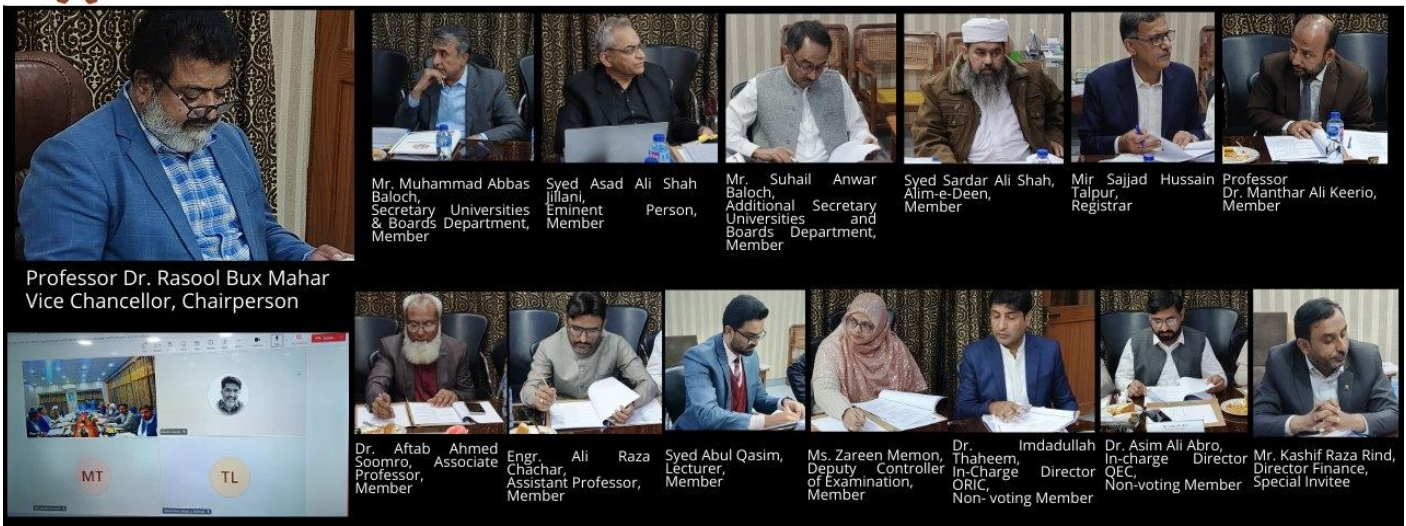 Professor Dr. Rasool Bux Mahar
Vice Chancellor, Chairperson
Mr. Muhammad Abbas
Baloch,
Secretary Universities
& Boards Department,
Member
Syed Asad Ali Shah
Jillani,
Eminent Person,
Member
Mr. Suhail Anwar
Baloch,
Additional Secretary
Universities and
Boards Department,
Member
Syed Sardar Ali Shah,
Alim-e-Deen,
Member
Mir Sajjad Hussain
Talpur,
Registrar
Professor
Dr. Manthar Ali Keerio,
Member
MT
TL
Dr. Aftab Ahmed
Soomro, Associate
Professor,
Member
Engr. Ali Raza
Chachar,
Assistant Professor,
Member
Syed Abul Qasim,
Lecturer,
Member
Ms. Zareen Memon,
Deputy Controller
of Examination,
Member
Dr. Imdadullah
Thaheem,
In-Charge Director
ORIC,
Non- voting Member
Dr. Asim Ali Abro,
In-charge Director
QEC,
Non-voting Member
Mr. Kashif Raza Rind,
Director Finance,
Special Invitee